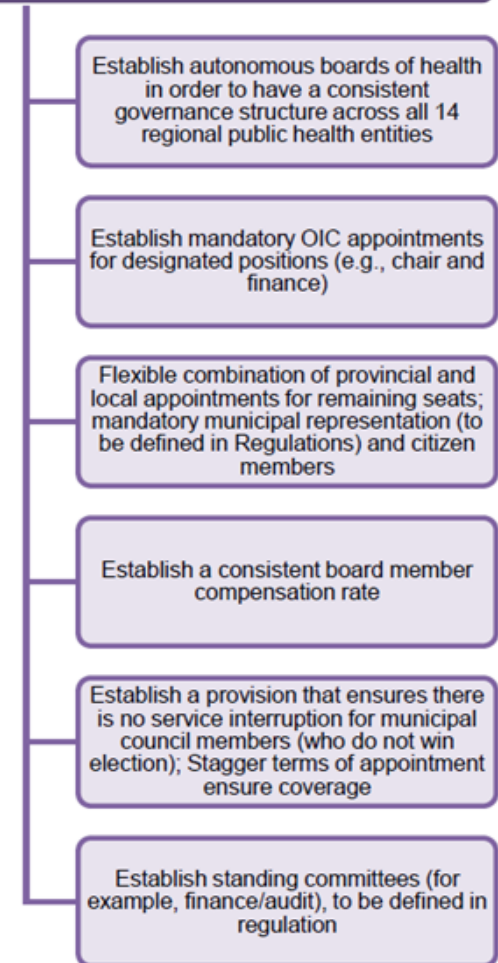 Establish autonomous boards of health
in order to have a consistent
governance structure across all 14
regional public health entities
Establish mandatory OIC appointments
for designated positions (e.g., chair and
finance)
Flexible combination of provincial and
local appointments for remaining seats;
mandatory municipal representation (to
be defined in Regulations) and citizen
members
Establish a consistent board member
compensation rate
Establish a provision that ensures there
is no service interruption for municipal
council members (who do not win
election); Stagger terms of appointment
ensure coverage
Establish standing committees (for
example, finance/audit), to be defined in
regulation